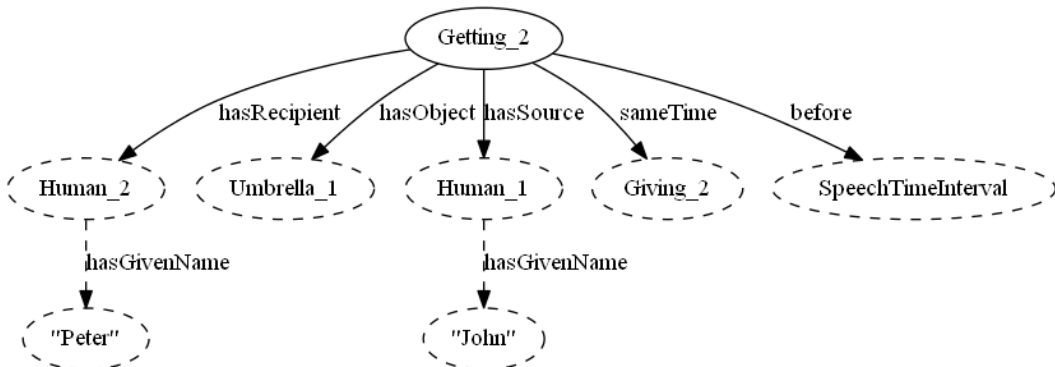 Getting_2
hasRecipient hasObject hasSource sameTime before
Human_2 Umbrella_1 Human_1 Giving_2 SpeechTimeInterval
hasGivenName hasGivenName
"Peter" "John"